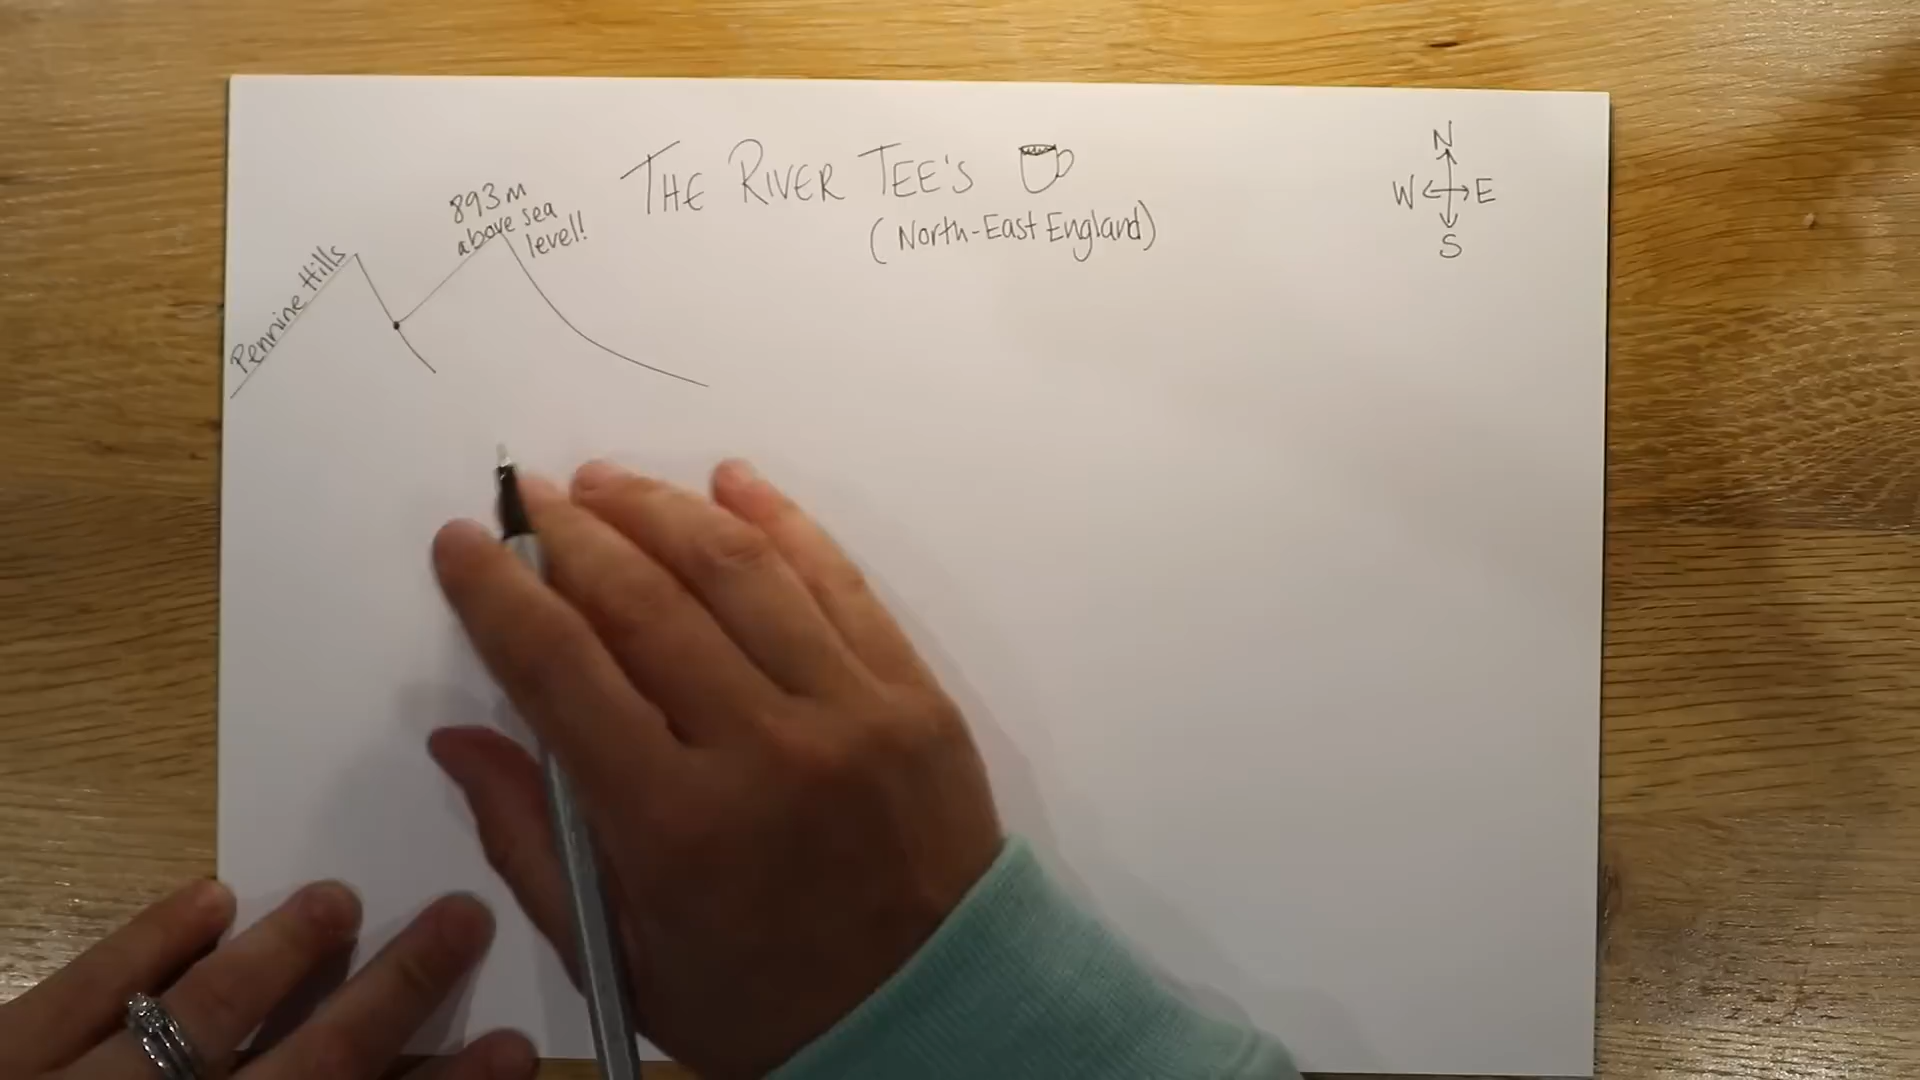 THE RIVER TEE'S
(North-East England)
893m
above sea
level!
Pennine Hills
N
W E
S